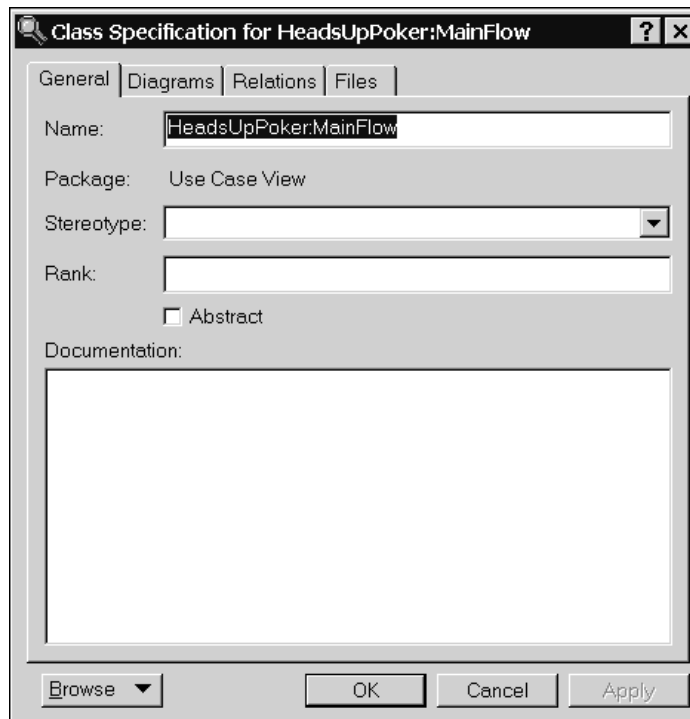 Class Specification for HeadsUpPoker:MainFlow
General Diagrams Relations Files
Name: HeadsUpPoker:MainFlow
Package: Use Case View
Stereotype:
Rank:
Abstract
Documentation:
Browse OK Cancel Apply